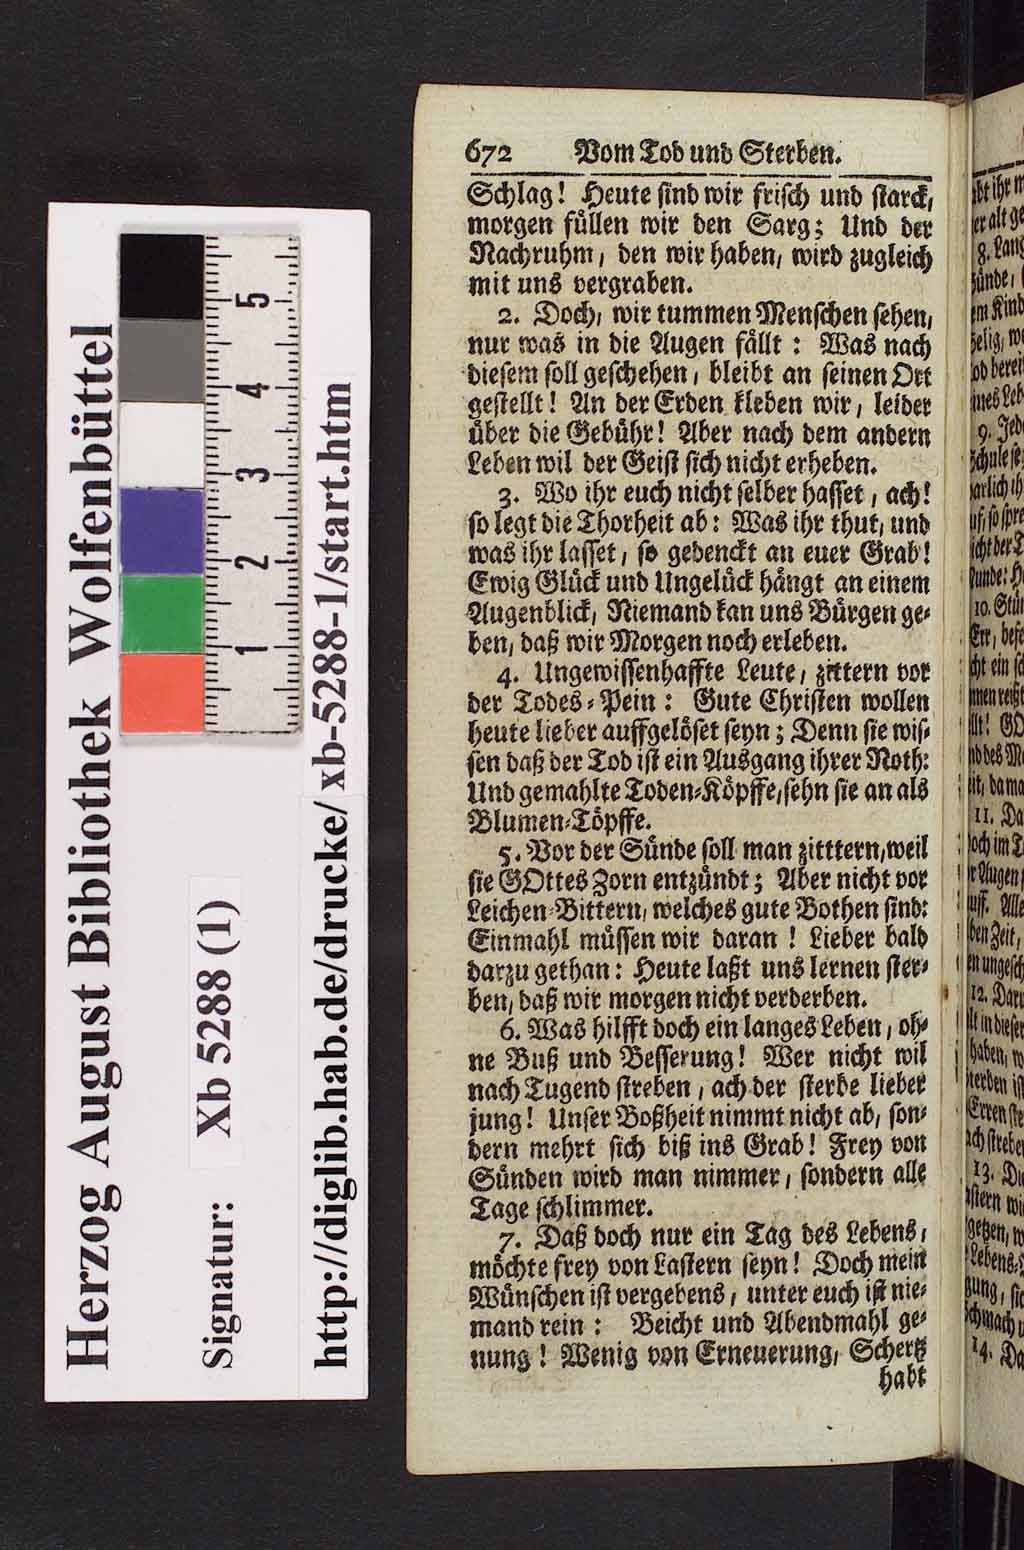 672 Vom Tod und Sterben.
Schlag! Heute sind wir frisch und starck,
morgen füllen wir den Sarg; Und der
Nachruhm, den wir haben, wird zugleich
mit uns vergraben.
2. Doch, wir tummen Menschen sehen,
nur was in die Augen fällt: Was nach
diesem soll geschehen, bleibt an seinen Ort
gestellt! An der Erden kleben wir, leider
über die Gebühr! Aber nach dem andern
Leben wil der Geist sich nicht erheben.
3. Wo ihr euch nicht selber hasset, ach!
so legt die Thorheit ab: Was ihr thut, und
was ihr lasset, so gedenckt an euer Grab!
Ewig Glück und Ungelück hängt an einem
Augenblick, Niemand kan uns Bürgen ge-
ben, daß wir Morgen noch erleben.
4. Ungewissenhaffte Leute, zittern vor
der Todes-Pein: Gute Christen wollen
heute lieber auffgelöset seyn; Denn sie wis-
sen daß der Tod ist ein Ausgang ihrer Noth:
Und gemahlte Toden-Köpffe, sehn sie an als
Blumen-Töpffe.
5. Vor der Sünde soll man zitttern, weil
sie GOttes Zorn entzündt; Aber nicht vor
Leichen-Bittern, welches gute Bothen sind:
Einmahl müssen wir daran! Lieber bald
darzu gethan: Heute laßt uns lernen ster-
ben, daß wir morgen nicht verderben.
6. Was hilfft doch ein langes Leben, oh-
ne Buß und Besserung! Wer nicht wil
nach Tugend streben, ach der sterbe lieber
jung! Unser Boßheit nimmt nicht ab, son-
dern mehrt sich biß ins Grab! Frey von
Sünden wird man nimmer, sondern alle
Tage schlimmer.
7. Daß doch nur ein Tag des Lebens,
möchte frey von Lastern seyn! Doch mein
Wünschen ist vergebens, unter euch ist nie-
mand rein: Beicht und Abendmahl ge-
nung! Wenig von Erneuerung, Schertz
habt
Herzog August Bibliothek Wolfenbüttel
Signatur: Xb 5288 (1)
http://diglib.hab.de/drucke/xb-5288-1/start.htm
1 2 3 4 5